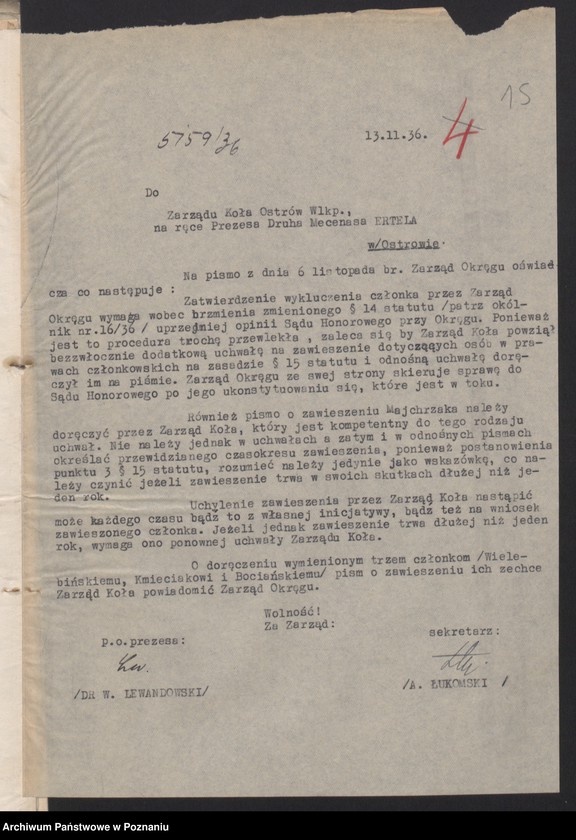 15
4
5759/36
13.11.36.
Do
Zarządu Koła Ostrów Wlkp.,
na ręce Prezesa Druha Mecenasa ERTELA
w/Ostrowie.
Na pismo z dnia 6 listopada br. Zarząd Okręgu oświad-
cza co następuje :
Zatwierdzenie wykluczenia członka przez Zarząd
Okręgu wymaga wobec brzmienia zmienionego § 14 statutu /patrz okól-
nik nr.16/36 / uprzejmiej opinii Sądu Honorowego przy Okręgu. Ponieważ
jest to procedura trochę przewlekła , zaleca się by Zarząd Koła powziął
bezzwłocznie dodatkową uchwałę na zawieszenie dotyczących osób w pra-
wach członkowskich na zasadzie § 15 statutu i odnośną uchwałę dorę-
czył im na piśmie. Zarząd Okręgu ze swej strony skieruje sprawę do
Sądu Honorowego po jego ukonstytuowaniu się, które jest w toku.
Również pismo o zawieszeniu Majchrzaka należy
doręczyć przez Zarząd Koła, który jest kompetentny do tego rodzaju
uchwał. Nie należy jednak w uchwałach a zatym i w odnośnych pismach
określać przewidzianego czasokresu zawieszenia, ponieważ postanowienia
punktu 3 § 15 statutu, rozumieć należy jedynie jako wskazówkę, co na-
leży czynić jeżeli zawieszenie trwa w swoich skutkach dłużej niż je-
den rok.
Uchylenie zawieszenia przez Zarząd Koła nastąpić
może każdego czasu bądz to z własnej inicjatywy, bądz też na wniosek
zawieszonego członka. Jeżeli jednak zawieszenie trwa dłużej niż jeden
rok, wymaga ono ponownej uchwały Zarządu Koła.
O doręczeniu wymienionym trzem członkom /Wiele-
bińskiemu, Kmieciakowi i Bociańskiemu/ pism o zawieszeniu ich zechce
Zarząd Koła powiadomić Zarząd Okręgu.
Wolność!
Za Zarząd:
p.o.prezesa:
sekretarz:
/DR W. LEWANDOWSKI/
/A. ŁUKOMSKI /
Archiwum Państwowe w Poznaniu